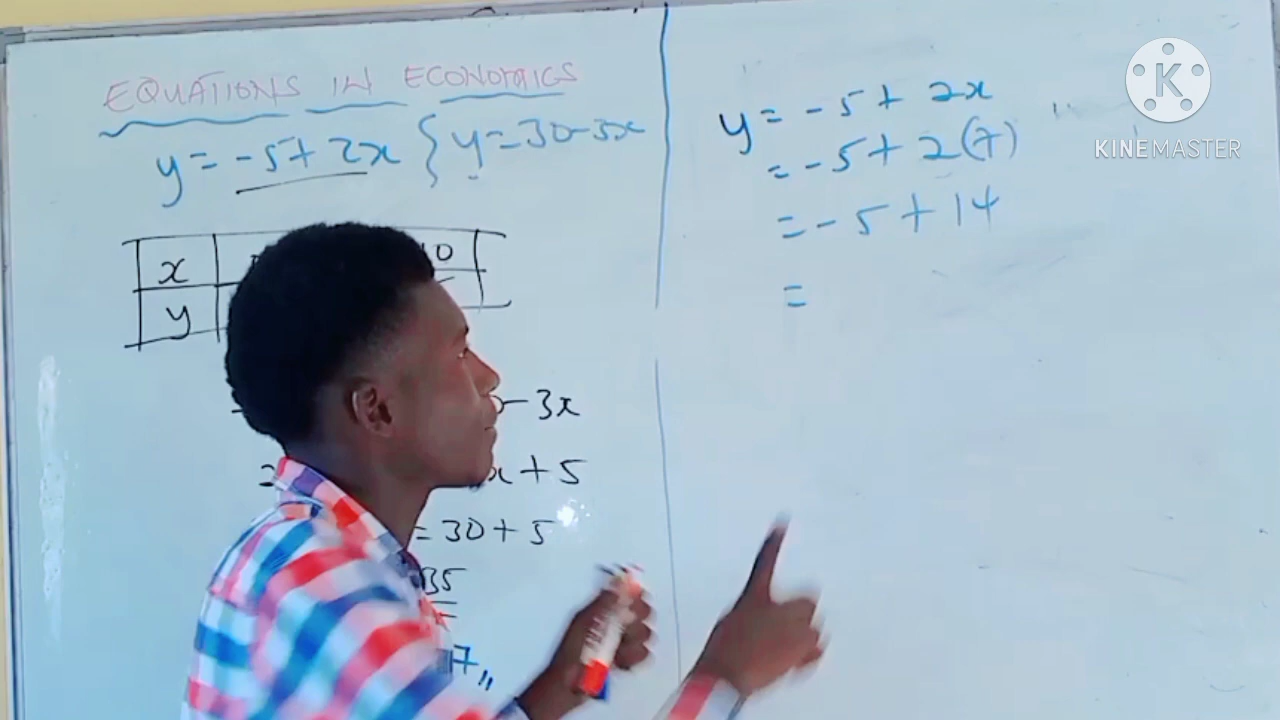 EQUATIONS IN ECONOMICS
y = -5 + 2x { y = 30 - 3x
x
y
- 3x
x + 5
= 30 + 5
35
7,,
y = -5 + 2x
= -5 + 2(7)
= -5 + 14
=
K
KINEMASTER